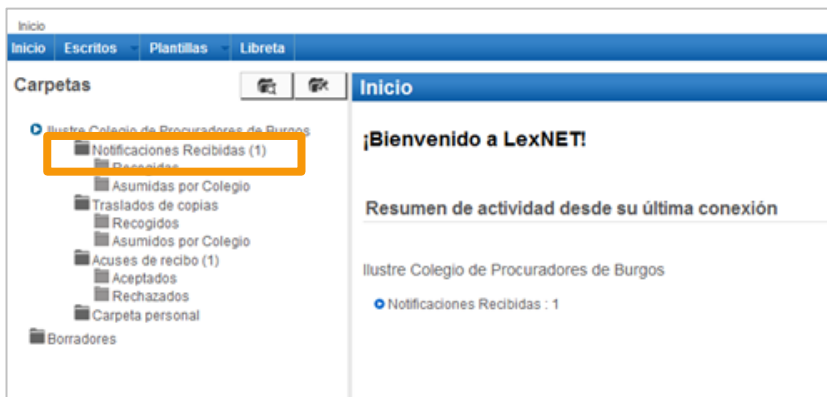 Inicio
Inicio Escritos Plantillas Libreta
Carpetas
Ilustre Colegio de Procuradores de Burgos
Notificaciones Recibidas (1)
Recogidas
Asumidas por Colegio
Traslados de copias
Recogidos
Asumidos por Colegio
Acuses de recibo (1)
Aceptados
Rechazados
Carpeta personal
Borradores
Inicio
¡Bienvenido a LexNET!
Resumen de actividad desde su última conexión
Ilustre Colegio de Procuradores de Burgos
Notificaciones Recibidas : 1